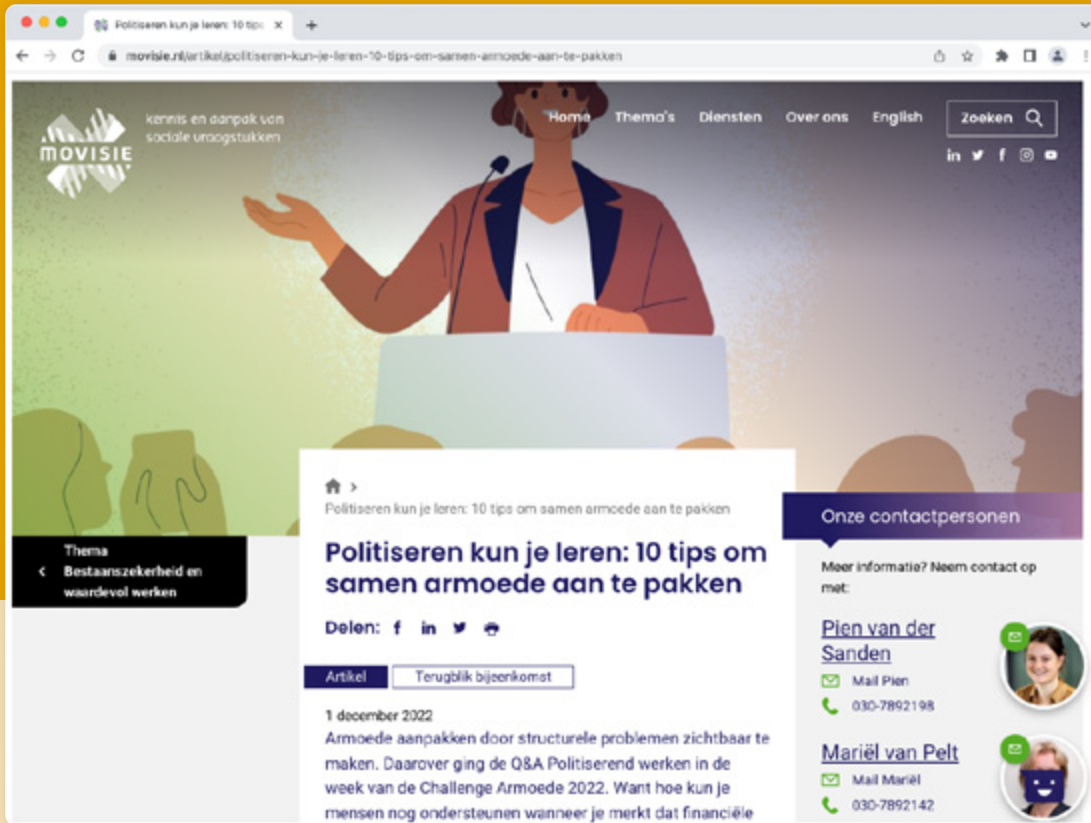 Politiseren kun je leren: 10 tip
movisie.nl/artikel/politiseren-kun-je-leren-10-tips-om-samen-armoede-aan-te-pakken
MOVISIE
kennis en aanpak van
sociale vraagstukken
Home Thema's Diensten Over ons English Zoeken
Politiseren kun je leren: 10 tips om samen armoede aan te pakken
Thema
Bestaanszekerheid en
waardevol werken
Politiseren kun je leren: 10 tips om
samen armoede aan te pakken
Delen:
Artikel Terugblik bijeenkomst
1 december 2022
Armoede aanpakken door structurele problemen zichtbaar te
maken. Daarover ging de Q&A Politiserend werken in de
week van de Challenge Armoede 2022. Want hoe kun je
mensen nog ondersteunen wanneer je merkt dat financiële
Onze contactpersonen
Meer informatie? Neem contact op
met:
Pien van der
Sanden
Mail Pien
030-7892198
Mariël van Pelt
Mail Mariël
030-7892142